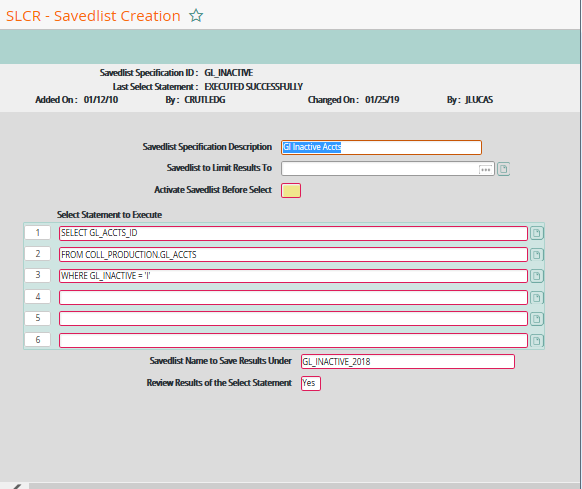 SLCR - Savedlist Creation
Savedlist Specification ID : GL_INACTIVE
Last Select Statement : EXECUTED SUCCESSFULLY
Added On : 01/12/10 By : CRUTLEDG Changed On : 01/25/19 By : JLUCAS
Savedlist Specification Description Gl Inactive Accts
Savedlist to Limit Results To
Activate Savedlist Before Select
Select Statement to Execute
1 SELECT GL_ACCTS_ID
2 FROM COLL_PRODUCTION.GL_ACCTS
3 WHERE GL_INACTIVE = 'I'
4
5
6
Savedlist Name to Save Results Under GL_INACTIVE_2018
Review Results of the Select Statement Yes